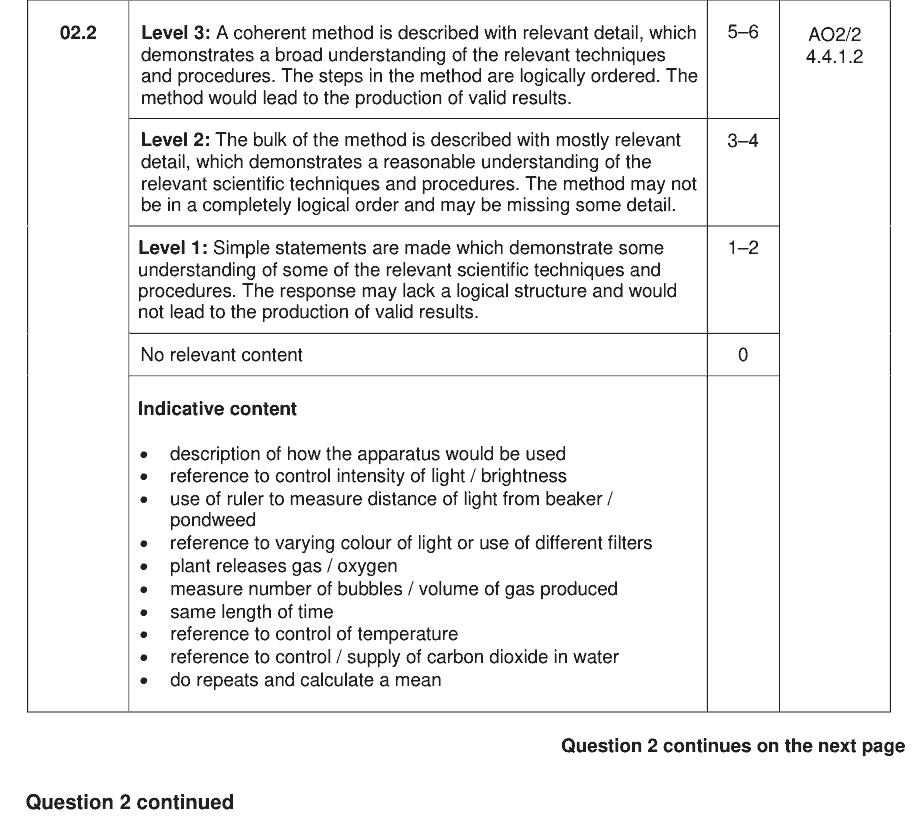 02.2
Level 3: A coherent method is described with relevant detail, which
demonstrates a broad understanding of the relevant techniques
and procedures. The steps in the method are logically ordered. The
method would lead to the production of valid results.
5–6
AO2/2
4.4.1.2
Level 2: The bulk of the method is described with mostly relevant
detail, which demonstrates a reasonable understanding of the
relevant scientific techniques and procedures. The method may not
be in a completely logical order and may be missing some detail.
3–4
Level 1: Simple statements are made which demonstrate some
understanding of some of the relevant scientific techniques and
procedures. The response may lack a logical structure and would
not lead to the production of valid results.
1–2
No relevant content
0
Indicative content
• description of how the apparatus would be used
• reference to control intensity of light / brightness
• use of ruler to measure distance of light from beaker /
pondweed
• reference to varying colour of light or use of different filters
• plant releases gas / oxygen
• measure number of bubbles / volume of gas produced
• same length of time
• reference to control of temperature
• reference to control / supply of carbon dioxide in water
• do repeats and calculate a mean
Question 2 continues on the next page
Question 2 continued